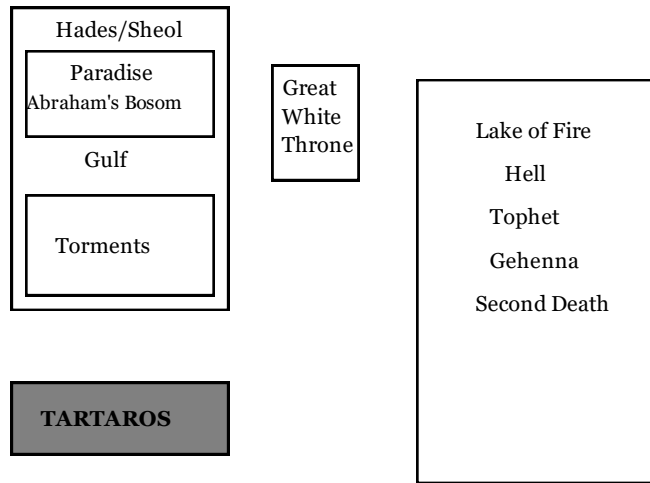 Hades/Sheol
Paradise
Abraham's Bosom
Gulf
Torments
TARTAROS
Great
White
Throne
Lake of Fire
Hell
Tophet
Gehenna
Second Death